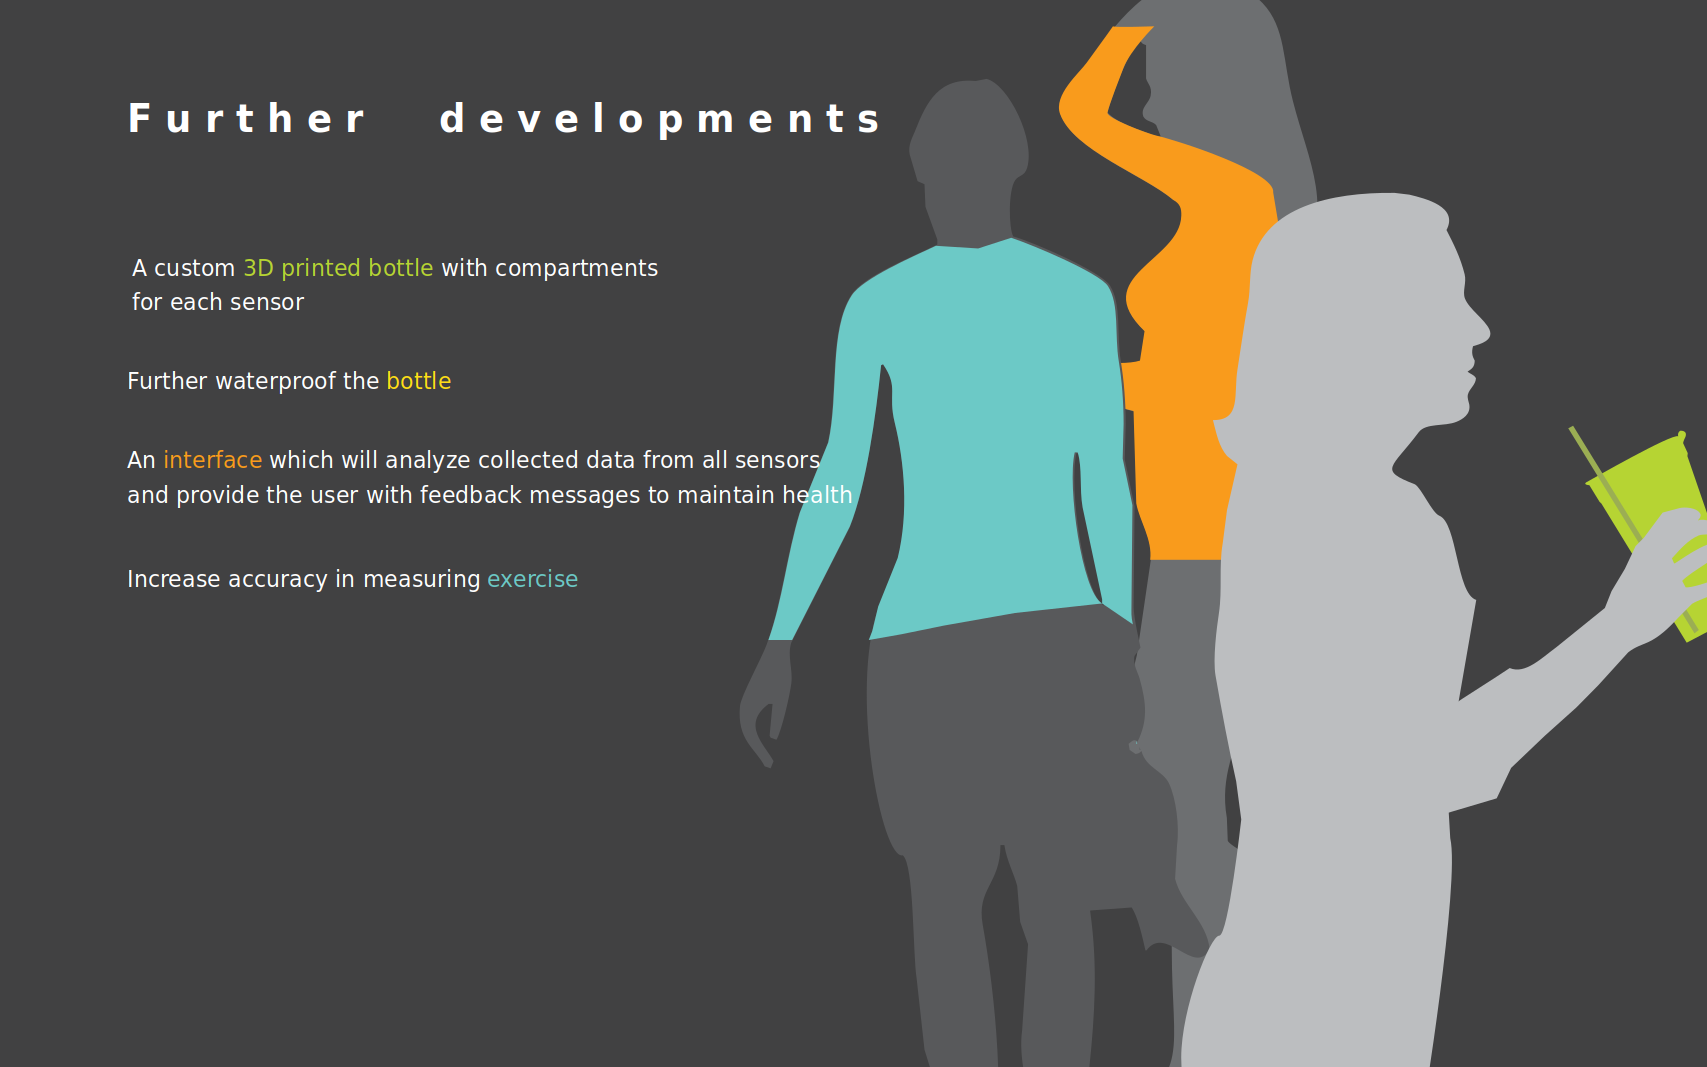 Further developments
A custom 3D printed bottle with compartments
for each sensor
Further waterproof the bottle
An interface which will analyze collected data from all sensors
and provide the user with feedback messages to maintain health
Increase accuracy in measuring exercise